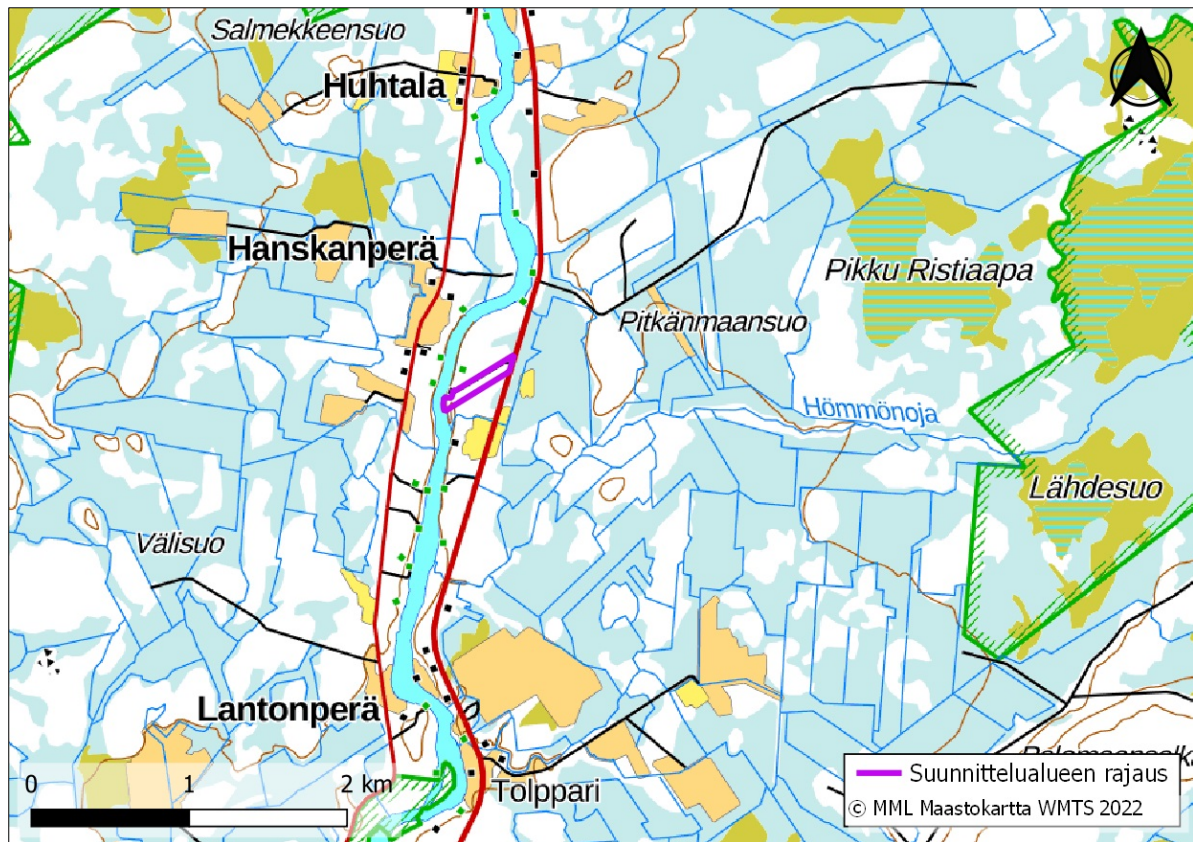 Salmekkeensuo
Huhtala
Hanskanperä
Pikku Ristiaapa
Pitkänmaansuo
Hömmönoja
Lähdesuo
Välisuo
Lantonperä
Tolppari
0 1 2 km
Suunnittelualueen rajaus
© MML Maastokartta WMTS 2022